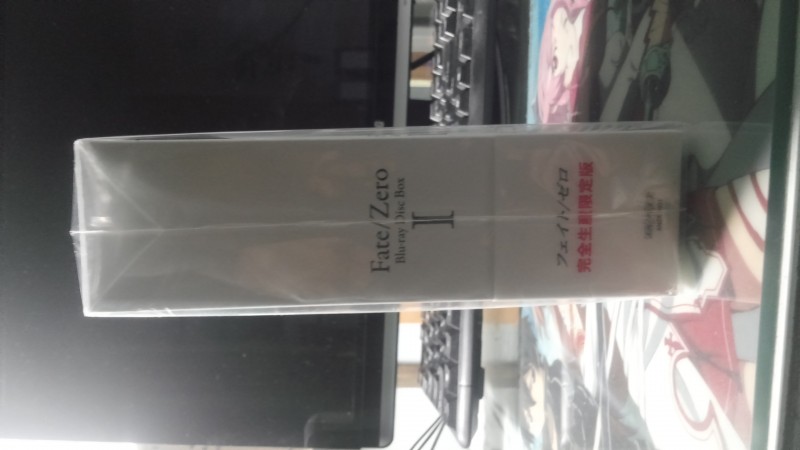 Fate/Zero
Blu-ray Disc Box
II
フェイト/ゼロ
完全生産限定版